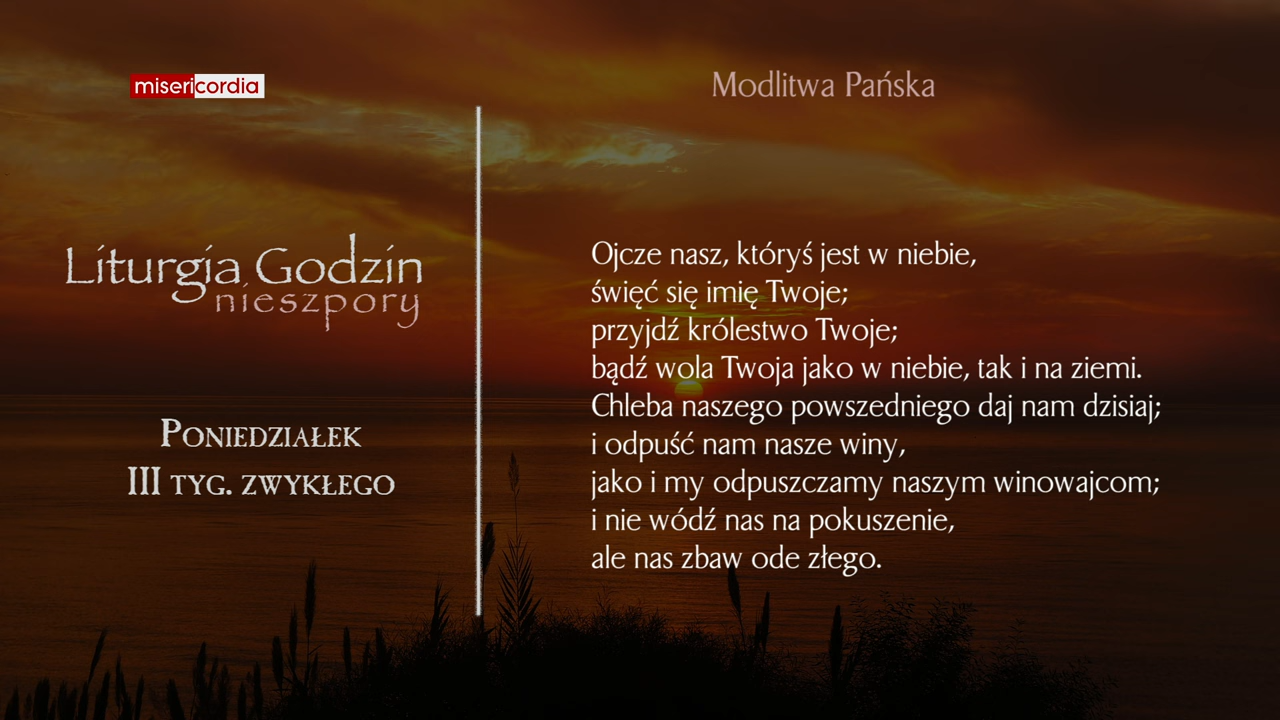 misericordia
Liturgia Godzin
nieszpory
Poniedziałek
III tyg. zwykłego
Modlitwa Pańska
Ojcze nasz, któryś jest w niebie,
święć się imię Twoje;
przyjdź królestwo Twoje;
bądź wola Twoja jako w niebie, tak i na ziemi.
Chleba naszego powszedniego daj nam dzisiaj;
i odpuść nam nasze winy,
jako i my odpuszczamy naszym winowajcom;
i nie wódź nas na pokuszenie,
ale nas zbaw ode złego.